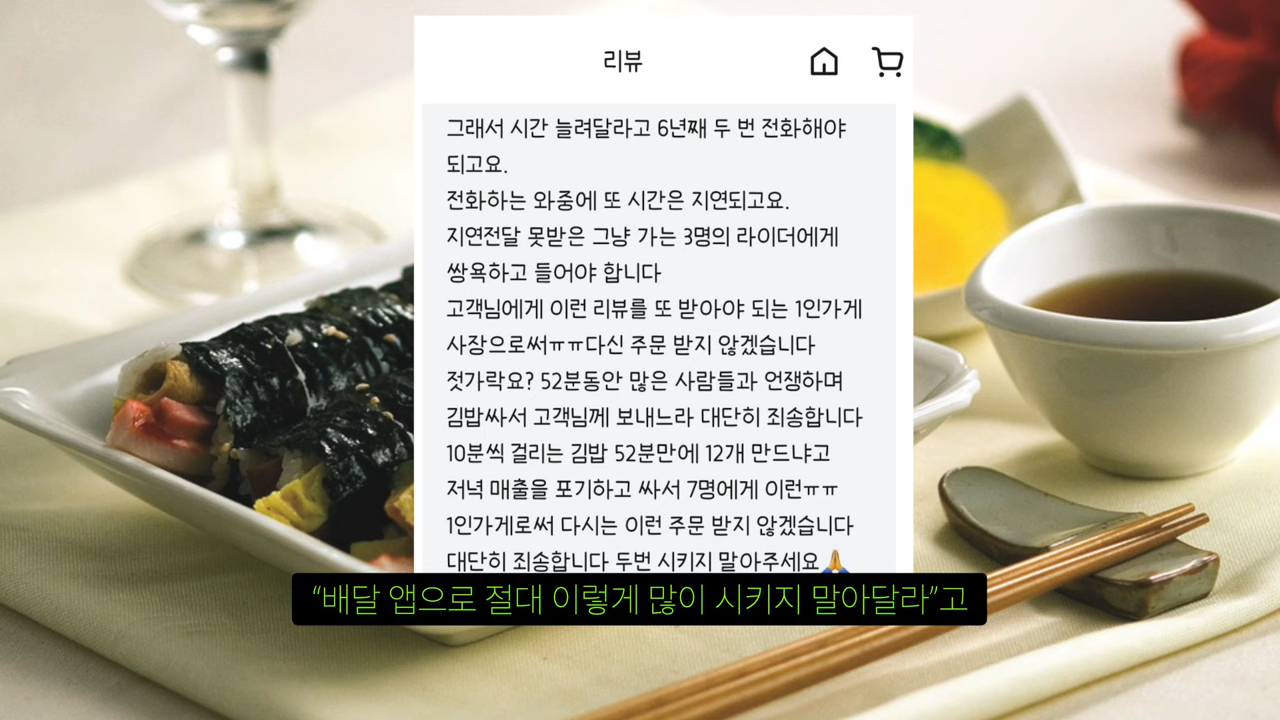 리뷰
그래서 시간 늘려달라고 6년째 두 번 전화해야
되고요.
전화하는 와중에 또 시간은 지연되고요.
지연전달 못받은 그냥 가는 3명의 라이더에게
쌍욕하고 들어야 합니다
고객님에게 이런 리뷰를 또 받아야 되는 1인가게
사장으로써ㅠㅠ다신 주문 받지 않겠습니다
젓가락요? 52분동안 많은 사람들과 언쟁하며
김밥싸서 고객님께 보내느라 대단히 죄송합니다
10분씩 걸리는 김밥 52분만에 12개 만드냐고
저녁 매출을 포기하고 싸서 7명에게 이런ㅠㅠ
1인가게로써 다시는 이런 주문 받지 않겠습니다
대단히 죄송합니다 두번 시키지 말아주세요🙏
“배달 앱으로 절대 이렇게 많이 시키지 말아달라”고